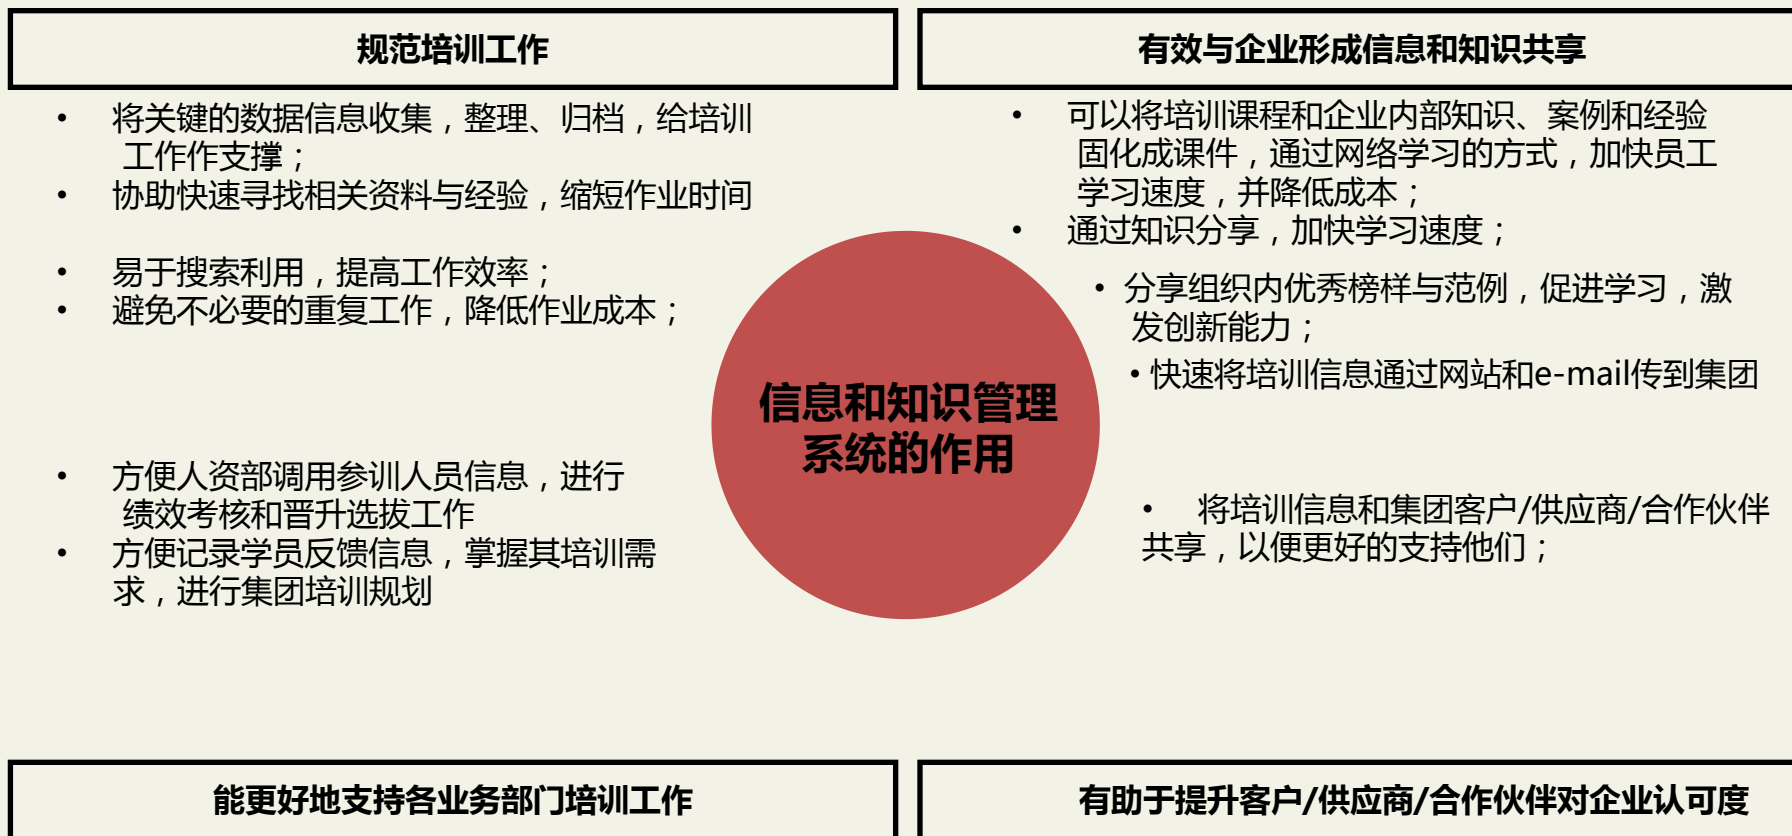 规范培训工作
• 将关键的数据信息收集，整理、归档，给培训
工作作支撑；
• 协助快速寻找相关资料与经验，缩短作业时间
• 易于搜索利用，提高工作效率；
• 避免不必要的重复工作，降低作业成本；
有效与企业形成信息和知识共享
• 可以将培训课程和企业内部知识、案例和经验
固化成课件，通过网络学习的方式，加快员工
学习速度，并降低成本；
• 通过知识分享，加快学习速度；
• 分享组织内优秀榜样与范例，促进学习，激
发创新能力；
• 快速将培训信息通过网站和e-mail传到集团
信息和知识管理
系统的作用
• 方便人资部调用参训人员信息，进行
绩效考核和晋升选拔工作
• 方便记录学员反馈信息，掌握其培训需
求，进行集团培训规划
• 将培训信息和集团客户/供应商/合作伙伴
共享，以便更好的支持他们；
能更好地支持各业务部门培训工作
有助于提升客户/供应商/合作伙伴对企业认可度